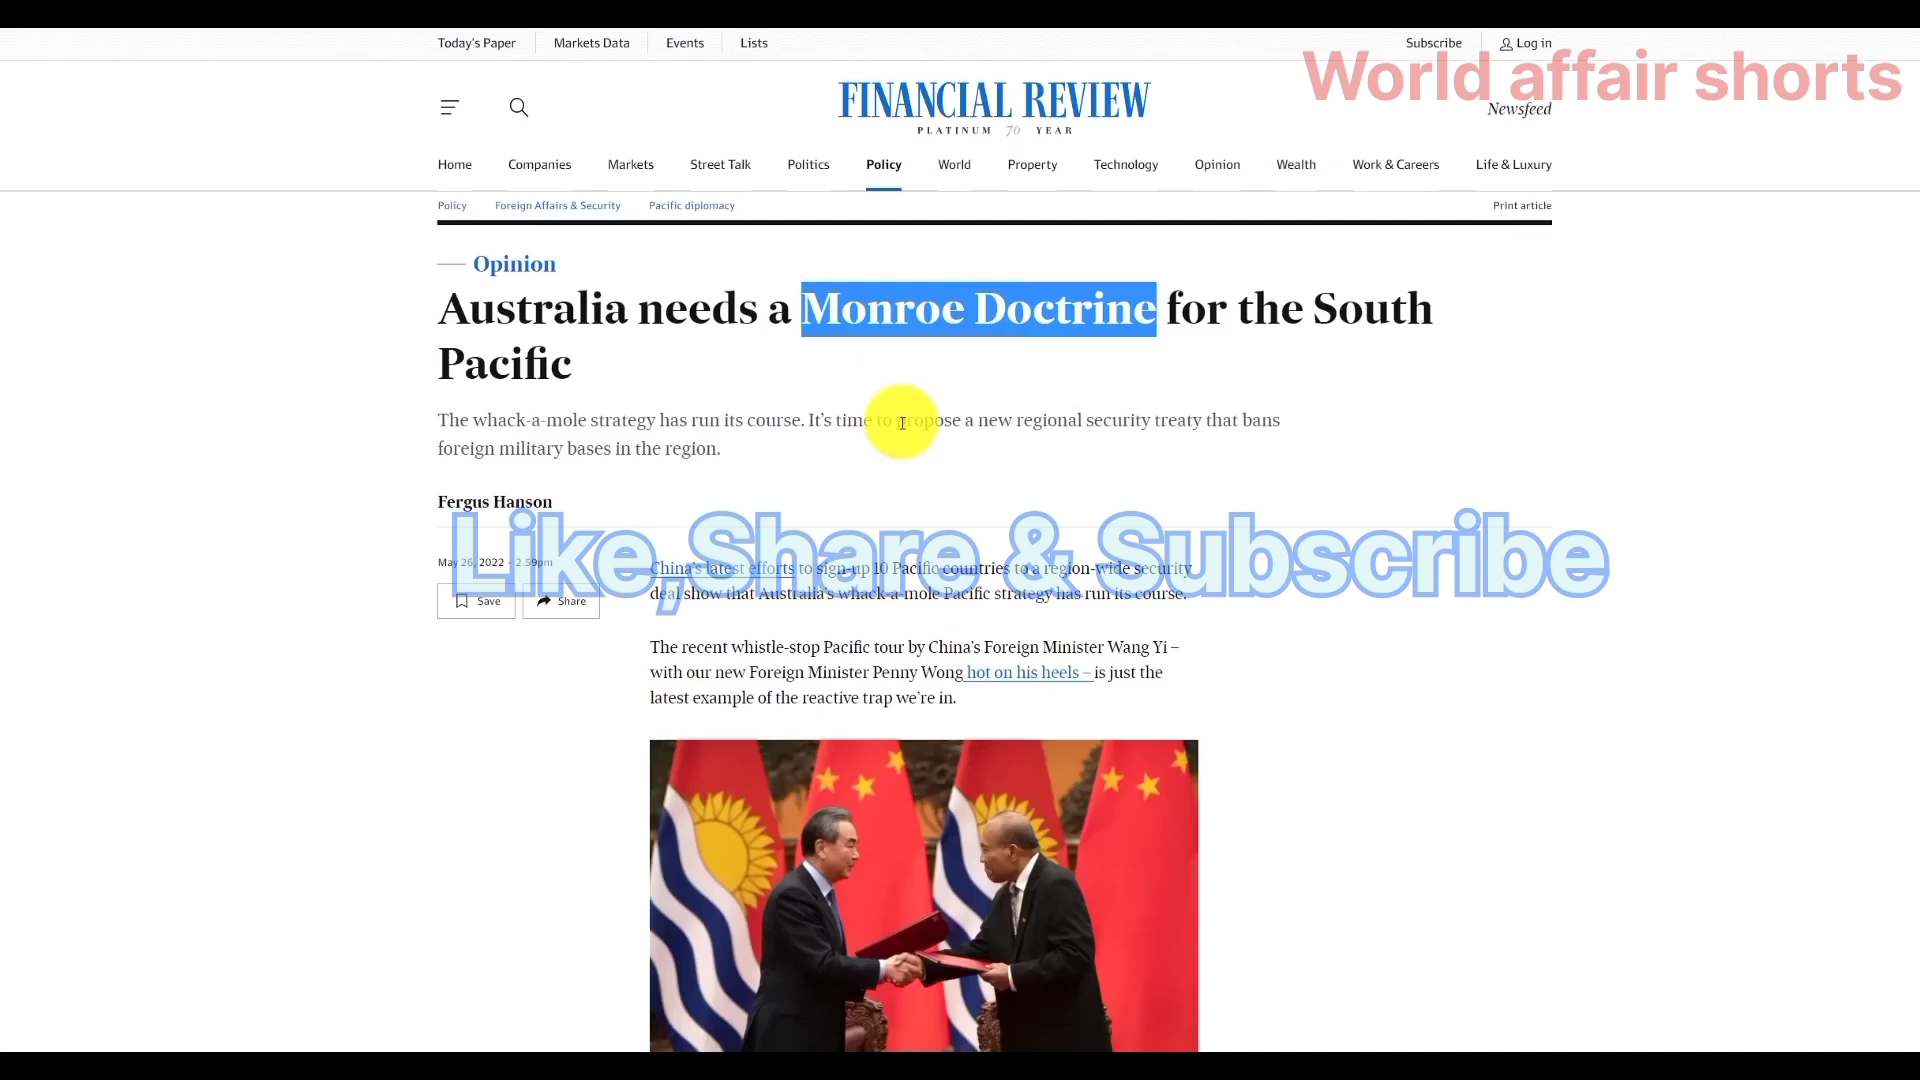 Today's Paper
Markets Data
Events
Lists
Subscribe
Log in
World affair shorts
FINANCIAL REVIEW
PLATINUM 70 YEAR
Newsfeed
Home
Companies
Markets
Street Talk
Politics
Policy
World
Property
Technology
Opinion
Wealth
Work & Careers
Life & Luxury
Policy
Foreign Affairs & Security
Pacific diplomacy
Print article
Opinion
Australia needs a Monroe Doctrine for the South
Pacific
The whack-a-mole strategy has run its course. It's time to propose a new regional security treaty that bans
foreign military bases in the region.
Fergus Hanson
Like,Share & Subscribe
May 26, 2022 – 2.59pm
Save
Share
China's latest efforts to sign-up 10 Pacific countries to a region-wide security
deal show that Australia's whack-a-mole Pacific strategy has run its course.
The recent whistle-stop Pacific tour by China's Foreign Minister Wang Yi –
with our new Foreign Minister Penny Wong hot on his heels – is just the
latest example of the reactive trap we're in.